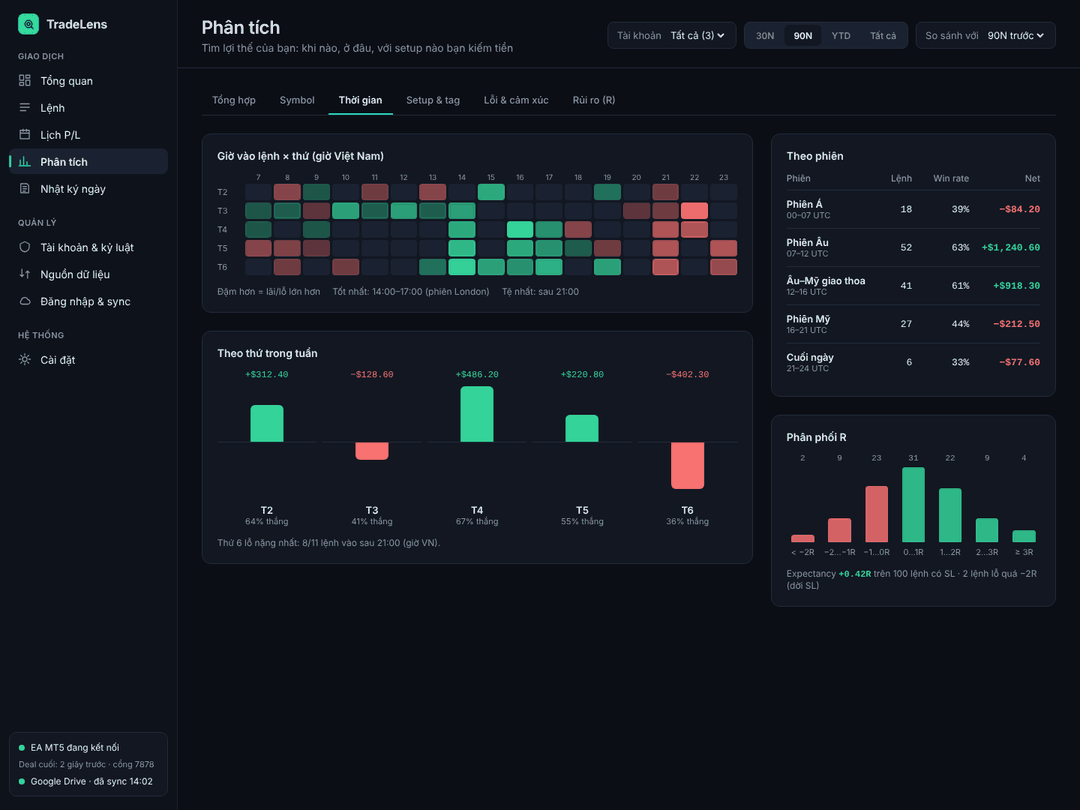 TradeLens
GIAO DỊCH
Tổng quan
Lệnh
Lịch P/L
Phân tích
Nhật ký ngày
QUẢN LÝ
Tài khoản & kỷ luật
Nguồn dữ liệu
Đăng nhập & sync
HỆ THỐNG
Cài đặt
EA MT5 đang kết nối
Deal cuối: 2 giây trước · cổng 7878
Google Drive · đã sync 14:02
Phân tích
Tìm lợi thế của bạn: khi nào, ở đâu, với setup nào bạn kiếm tiền
Tài khoản Tất cả (3)
30N 90N YTD Tất cả
So sánh với 90N trước
Tổng hợp Symbol Thời gian Setup & tag Lỗi & cảm xúc Rủi ro (R)
Giờ vào lệnh × thứ (giờ Việt Nam)
7 8 9 10 11 12 13 14 15 16 17 18 19 20 21 22 23
T2
T3
T4
T5
T6
Đậm hơn = lãi/lỗ lớn hơn Tốt nhất: 14:00–17:00 (phiên London) Tệ nhất: sau 21:00
Theo thứ trong tuần
+$312.40 −$128.60 +$486.20 +$220.80 −$402.30
T2 T3 T4 T5 T6
64% thắng 41% thắng 67% thắng 55% thắng 36% thắng
Thứ 6 lỗ nặng nhất: 8/11 lệnh vào sau 21:00 (giờ VN).
Theo phiên
Phiên Lệnh Win rate Net
Phiên Á 18 39% −$84.20
00–07 UTC
Phiên Âu 52 63% +$1,240.60
07–12 UTC
Âu–Mỹ giao thoa 41 61% +$918.30
12–16 UTC
Phiên Mỹ 27 44% −$212.50
16–21 UTC
Cuối ngày 6 33% −$77.60
21–24 UTC
Phân phối R
2 9 23 31 22 9 4
< −2R −2…−1R −1…0R 0…1R 1…2R 2…3R ≥ 3R
Expectancy +0.42R trên 100 lệnh có SL · 2 lệnh lỗ quá −2R
(dời SL)